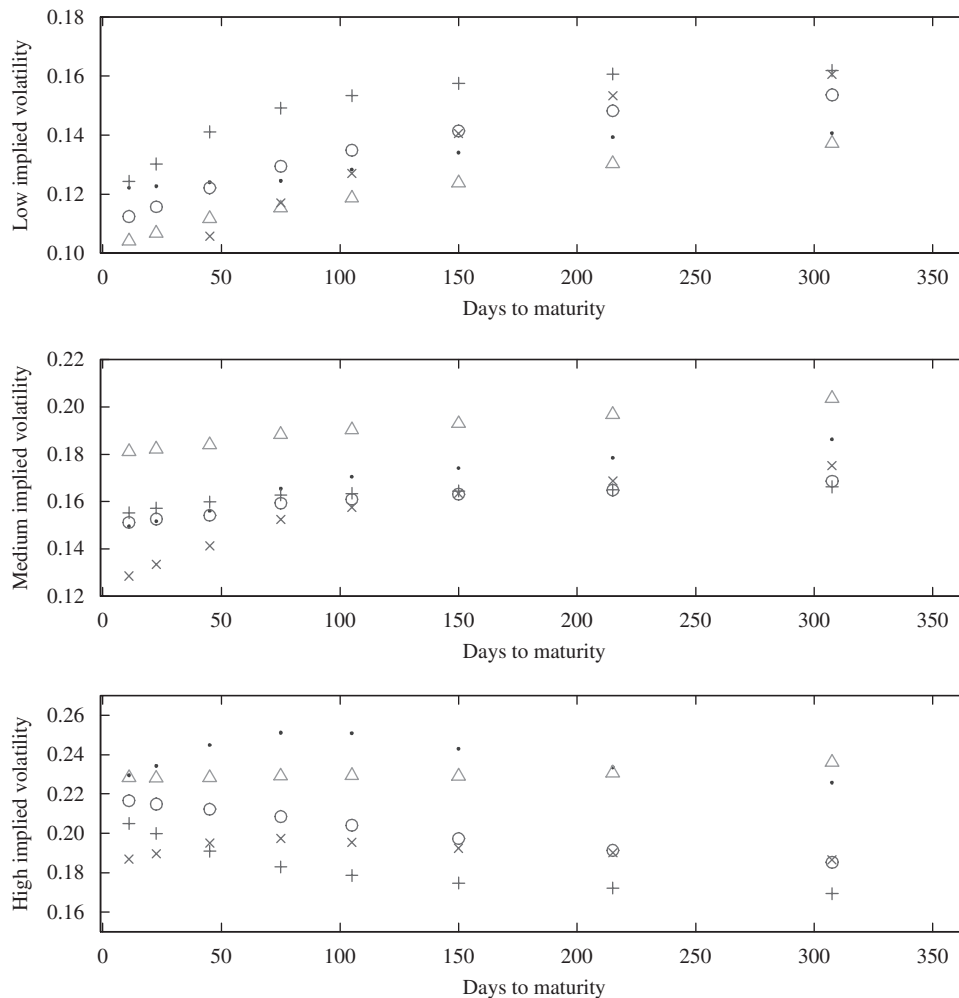 Low implied volatility
0.18
0.16
0.14
0.12
0.10
0 50 100 150 200 250 300 350
Days to maturity
Medium implied volatility
0.22
0.20
0.18
0.16
0.14
0.12
0 50 100 150 200 250 300 350
Days to maturity
High implied volatility
0.26
0.24
0.22
0.20
0.18
0.16
0 50 100 150 200 250 300 350
Days to maturity